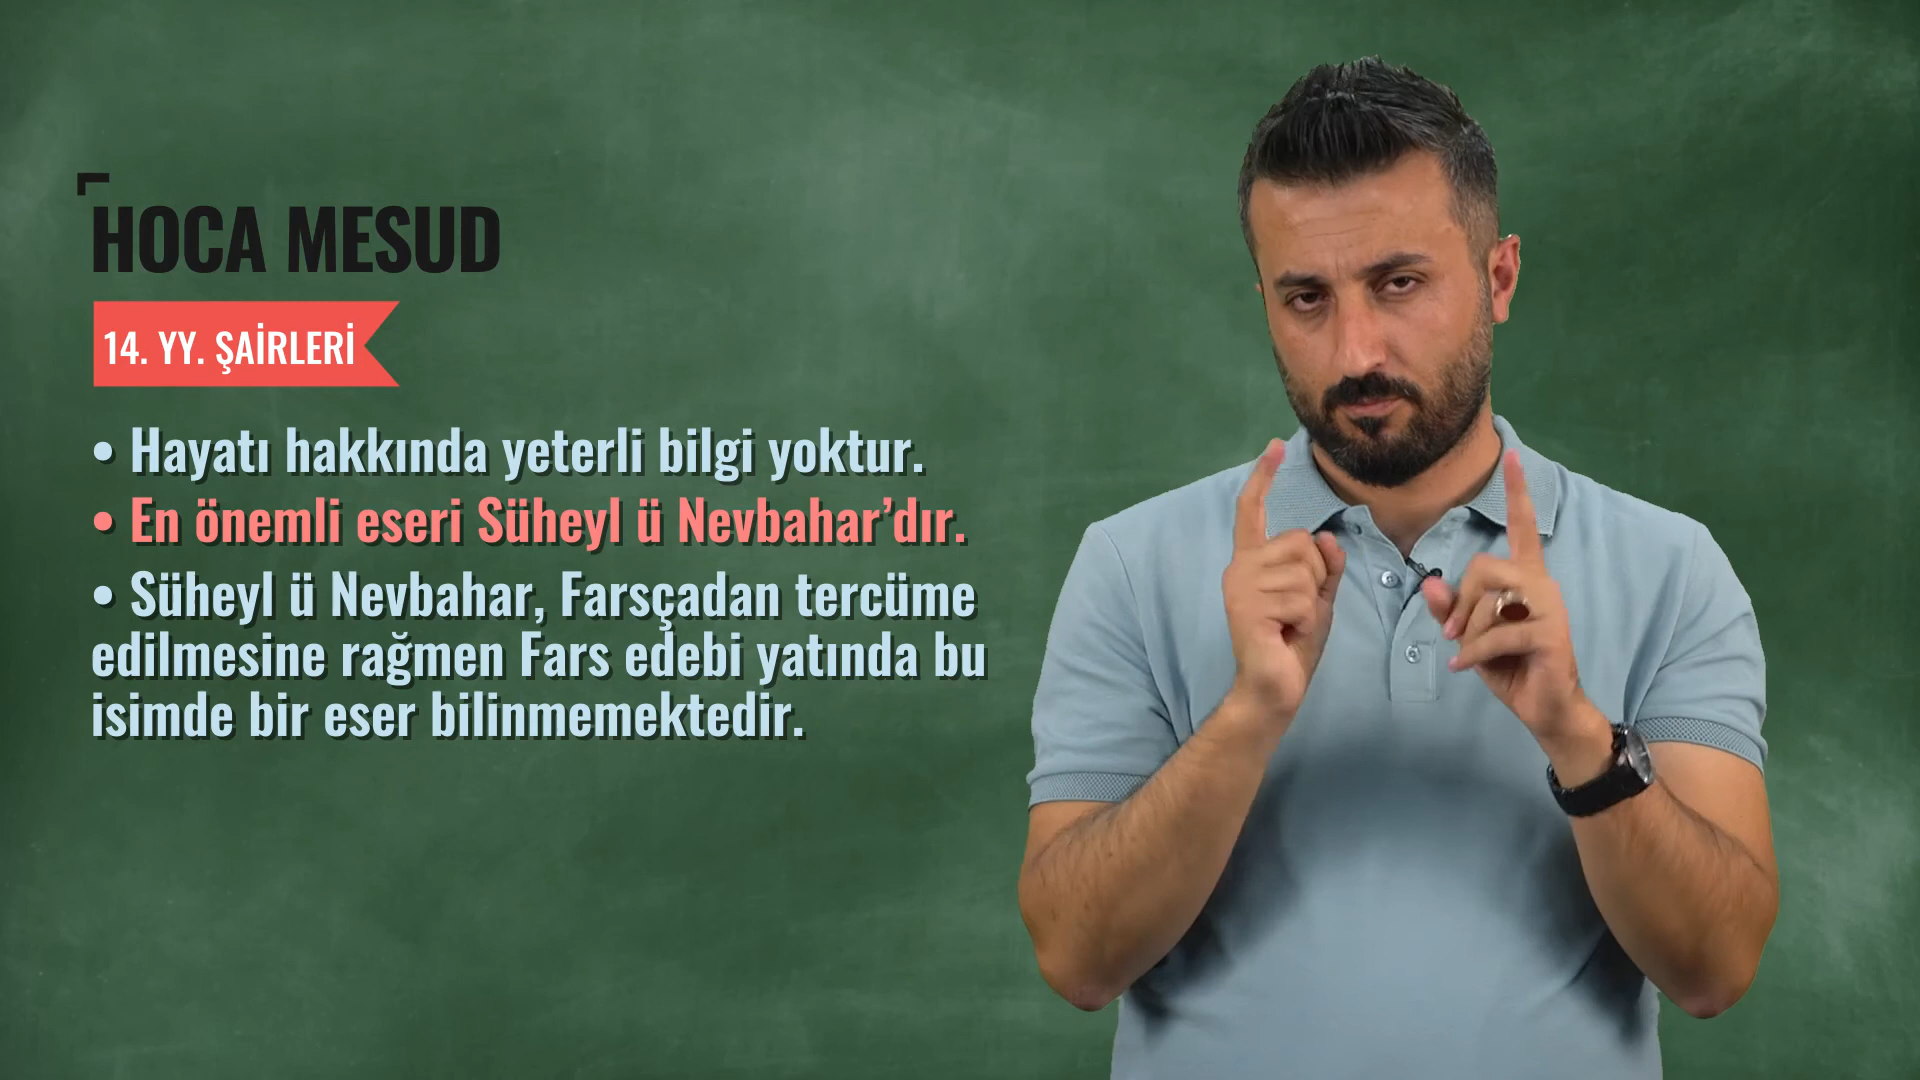 HOCA MESUD
14. YY. ŞAİRLERİ
• Hayatı hakkında yeterli bilgi yoktur.
• En önemli eseri Süheyl ü Nevbahar’dır.
• Süheyl ü Nevbahar, Farsçadan tercüme
edilmesine rağmen Fars edebi yatında bu
isimde bir eser bilinmemektedir.